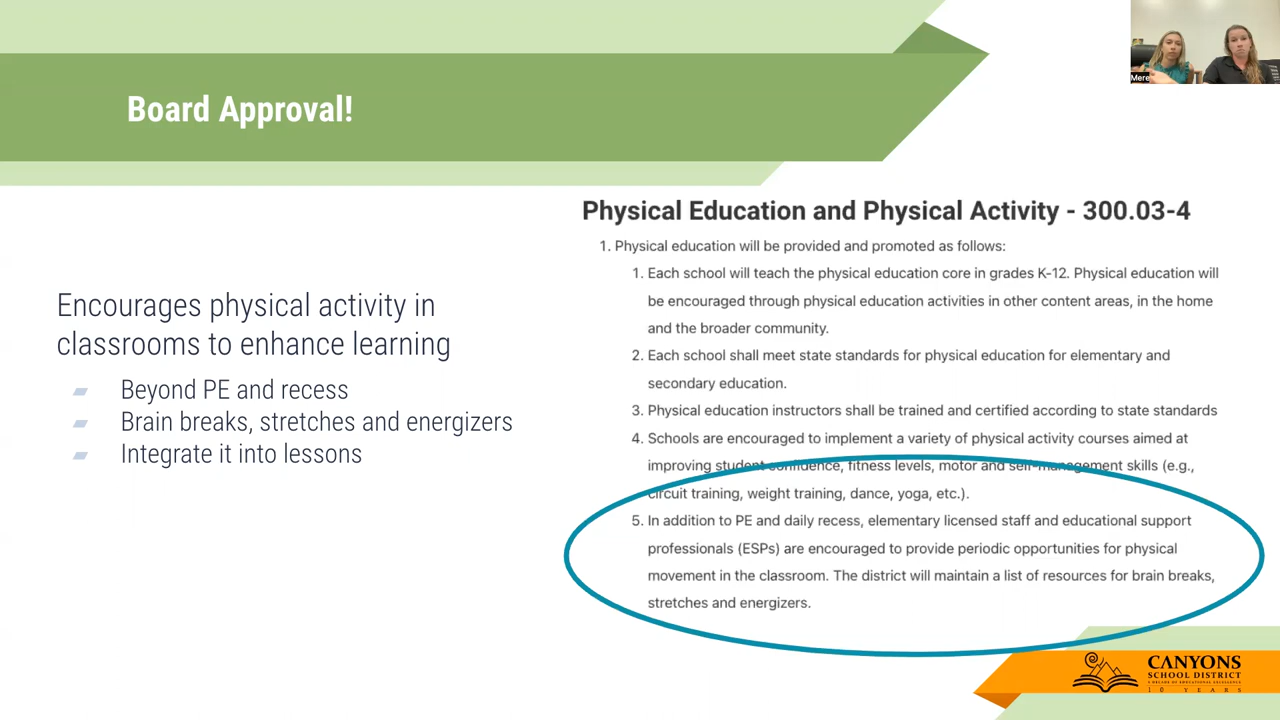 Mere
Board Approval!
Encourages physical activity in
classrooms to enhance learning
Beyond PE and recess
Brain breaks, stretches and energizers
Integrate it into lessons
Physical Education and Physical Activity - 300.03-4
1. Physical education will be provided and promoted as follows:
1. Each school will teach the physical education core in grades K-12. Physical education will
be encouraged through physical education activities in other content areas, in the home
and the broader community.
2. Each school shall meet state standards for physical education for elementary and
secondary education.
3. Physical education instructors shall be trained and certified according to state standards
4. Schools are encouraged to implement a variety of physical activity courses aimed at
improving student confidence, fitness levels, motor and self-management skills (e.g.,
circuit training, weight training, dance, yoga, etc.).
5. In addition to PE and daily recess, elementary licensed staff and educational support
professionals (ESPs) are encouraged to provide periodic opportunities for physical
movement in the classroom. The district will maintain a list of resources for brain breaks,
stretches and energizers.
CANYONS
SCHOOL DISTRICT
A DECADE OF EDUCATIONAL EXCELLENCE
10 YEARS